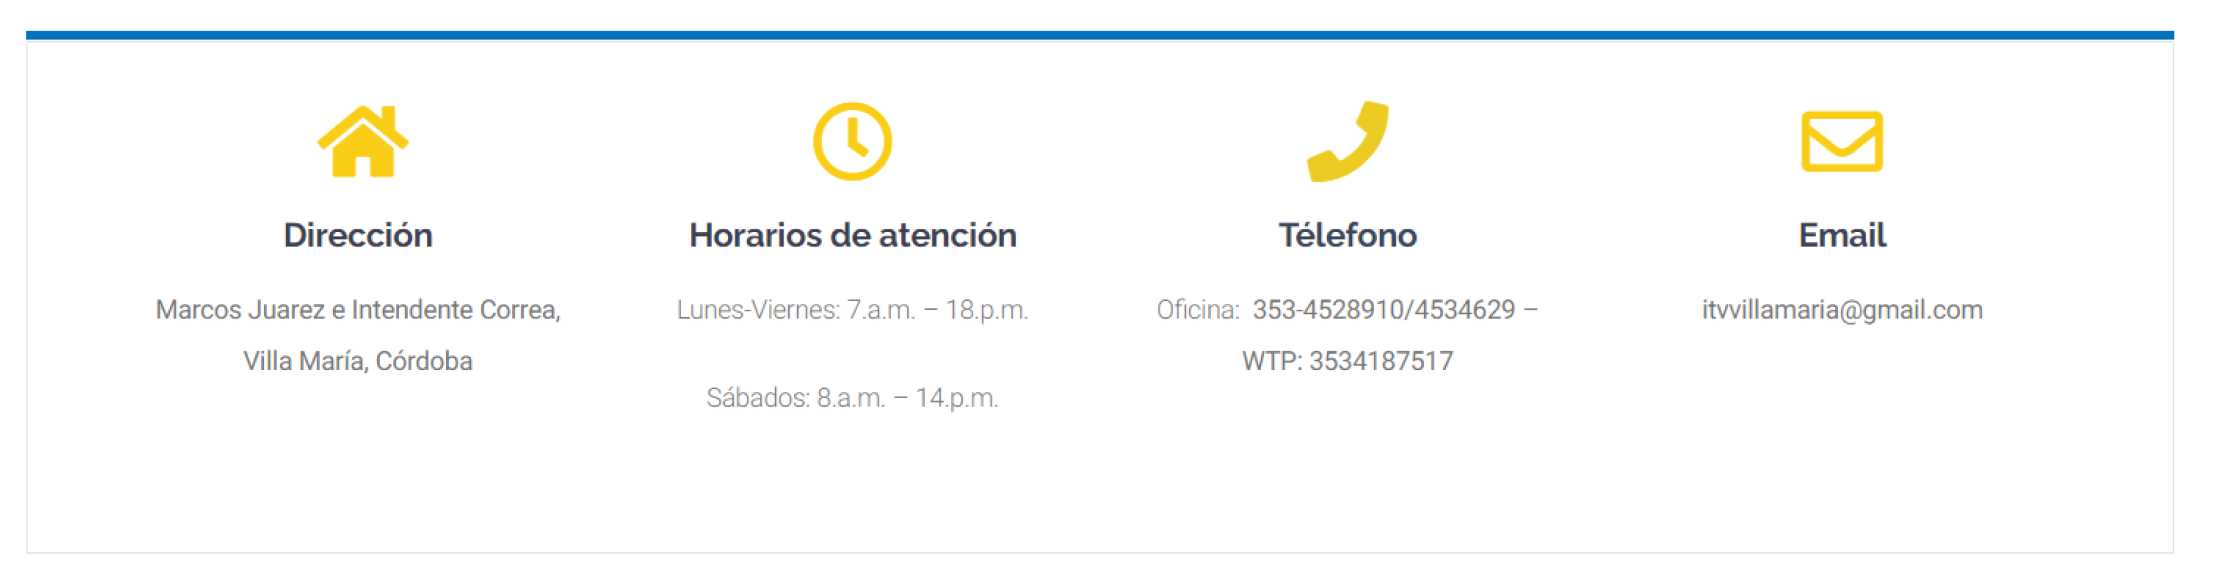 Dirección
Marcos Juarez e Intendente Correa,
Villa María, Córdoba
Horarios de atención
Lunes-Viernes: 7.a.m. – 18.p.m.
Sábados: 8.a.m. – 14.p.m.
Télefono
Oficina: 353-4528910/4534629 –
WTP: 3534187517
Email
itvvillamaria@gmail.com